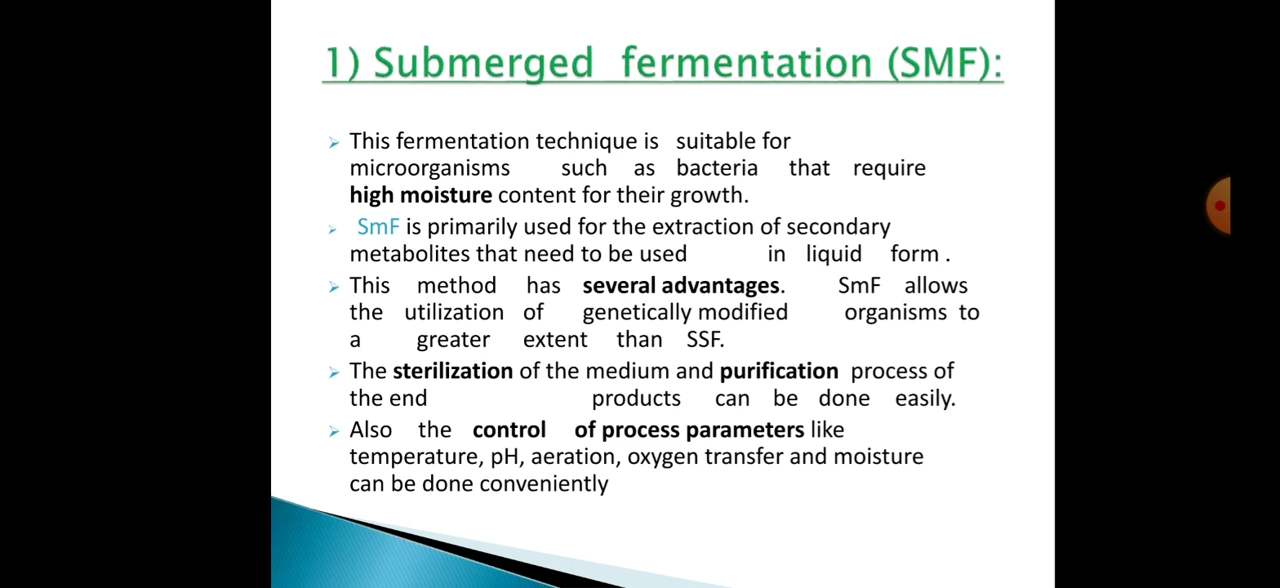 1) Submerged fermentation (SMF):
This fermentation technique is suitable for
microorganisms such as bacteria that require
high moisture content for their growth.
SmF is primarily used for the extraction of secondary
metabolites that need to be used in liquid form .
This method has several advantages. SmF allows
the utilization of genetically modified organisms to
a greater extent than SSF.
The sterilization of the medium and purification process of
the end products can be done easily.
Also the control of process parameters like
temperature, pH, aeration, oxygen transfer and moisture
can be done conveniently